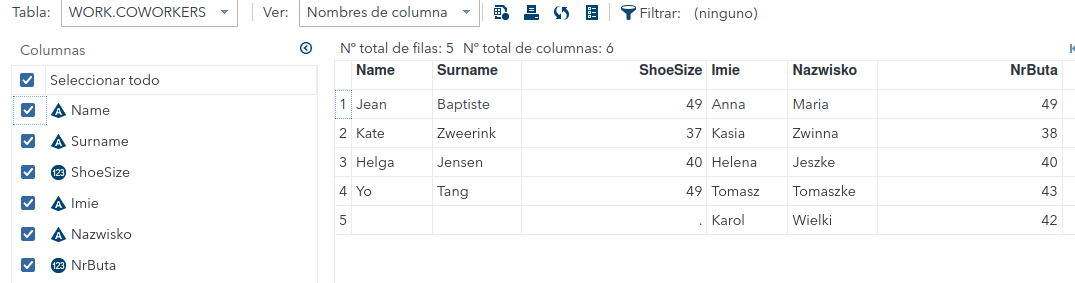 Tabla: WORK.COWORKERS Ver: Nombres de columna Filtrar: (ninguno)
Columnas
Seleccionar todo
Name
Surname
ShoeSize
Imie
Nazwisko
NrButa
Nº total de filas: 5 Nº total de columnas: 6
Name Surname ShoeSize Imie Nazwisko NrButa
1 Jean Baptiste 49 Anna Maria 49
2 Kate Zweerink 37 Kasia Zwinna 38
3 Helga Jensen 40 Helena Jeszke 40
4 Yo Tang 49 Tomasz Tomaszke 43
5 . Karol Wielki 42